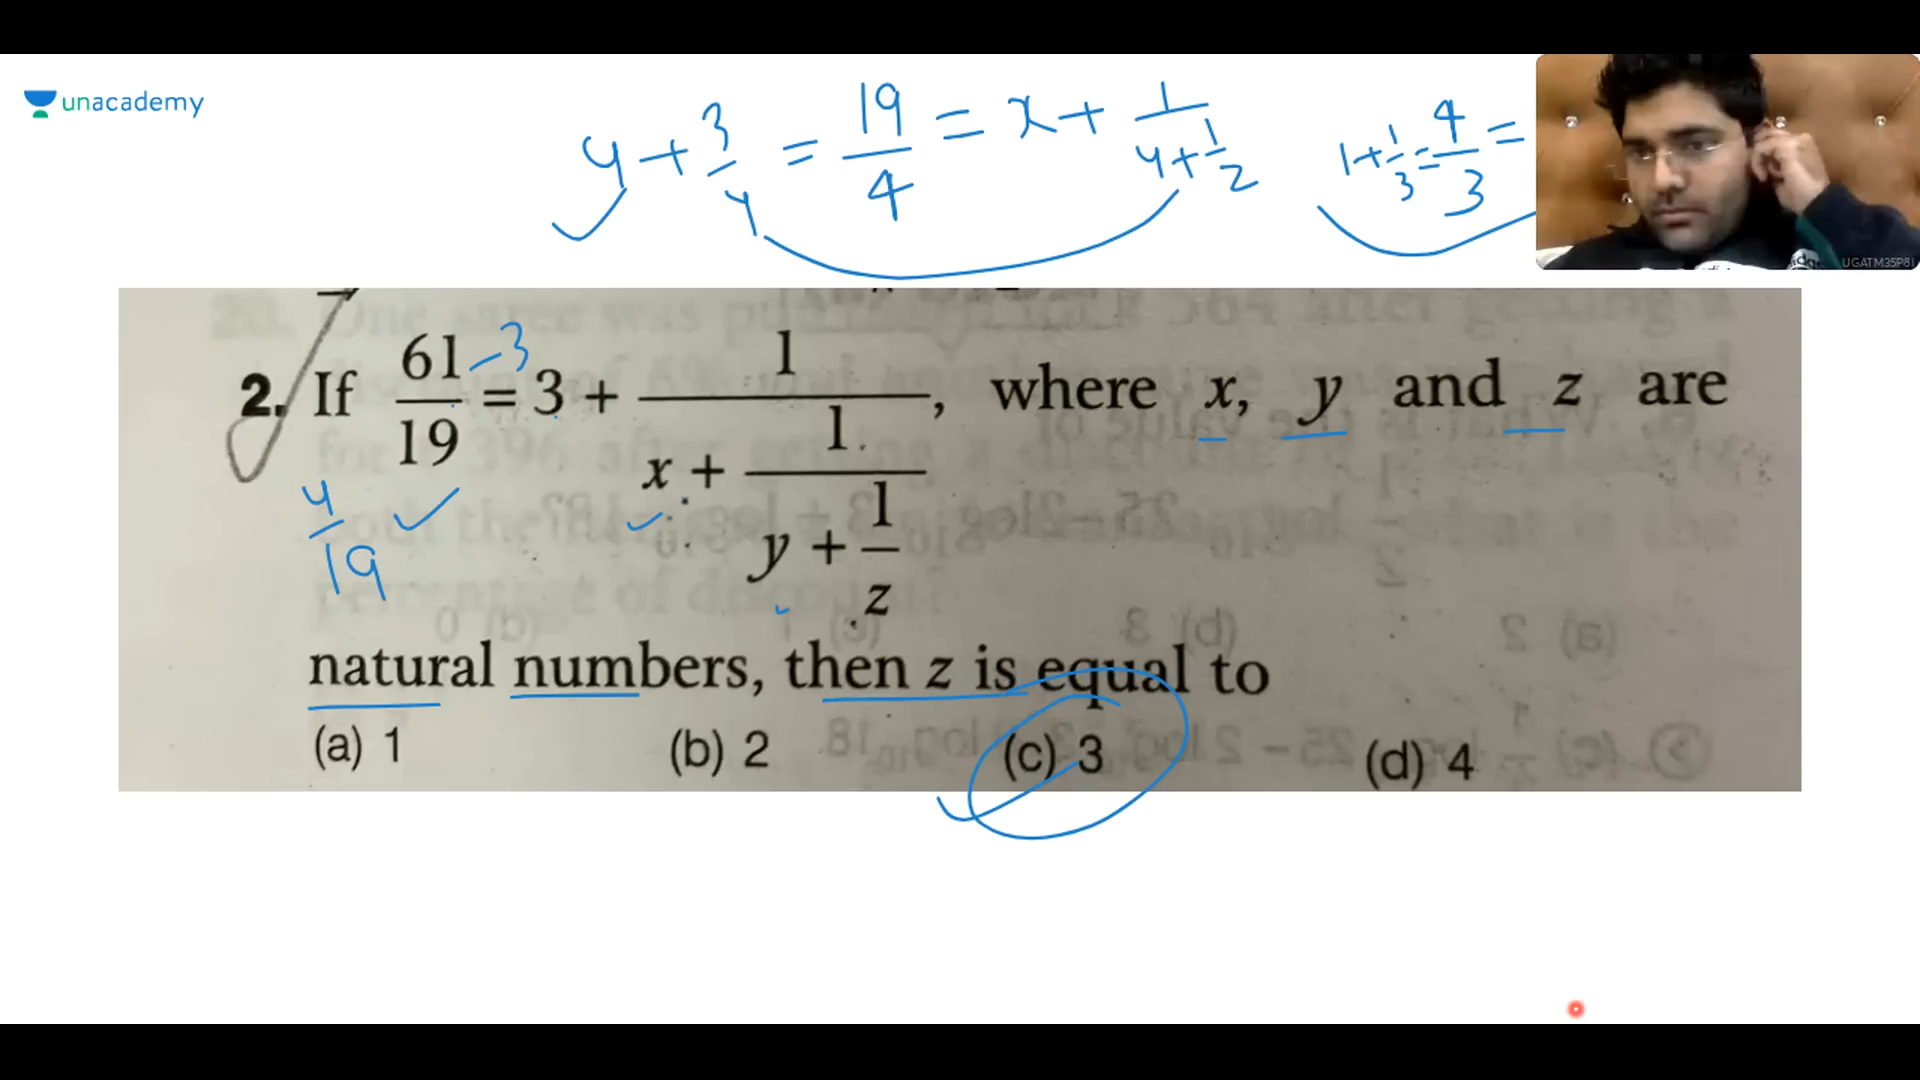 unacademy
4 + 3/4 = 19/4 = x + 1/(y + 1/z)
1 + 1/3 = 4/3 =
UGATM35P8I
2. If 61/19 = 3 + 1/(x + 1/(y + 1/z)), where x, y and z are
- 3
4/19
natural numbers, then z is equal to
(a) 1 (b) 2 (c) 3 (d) 4